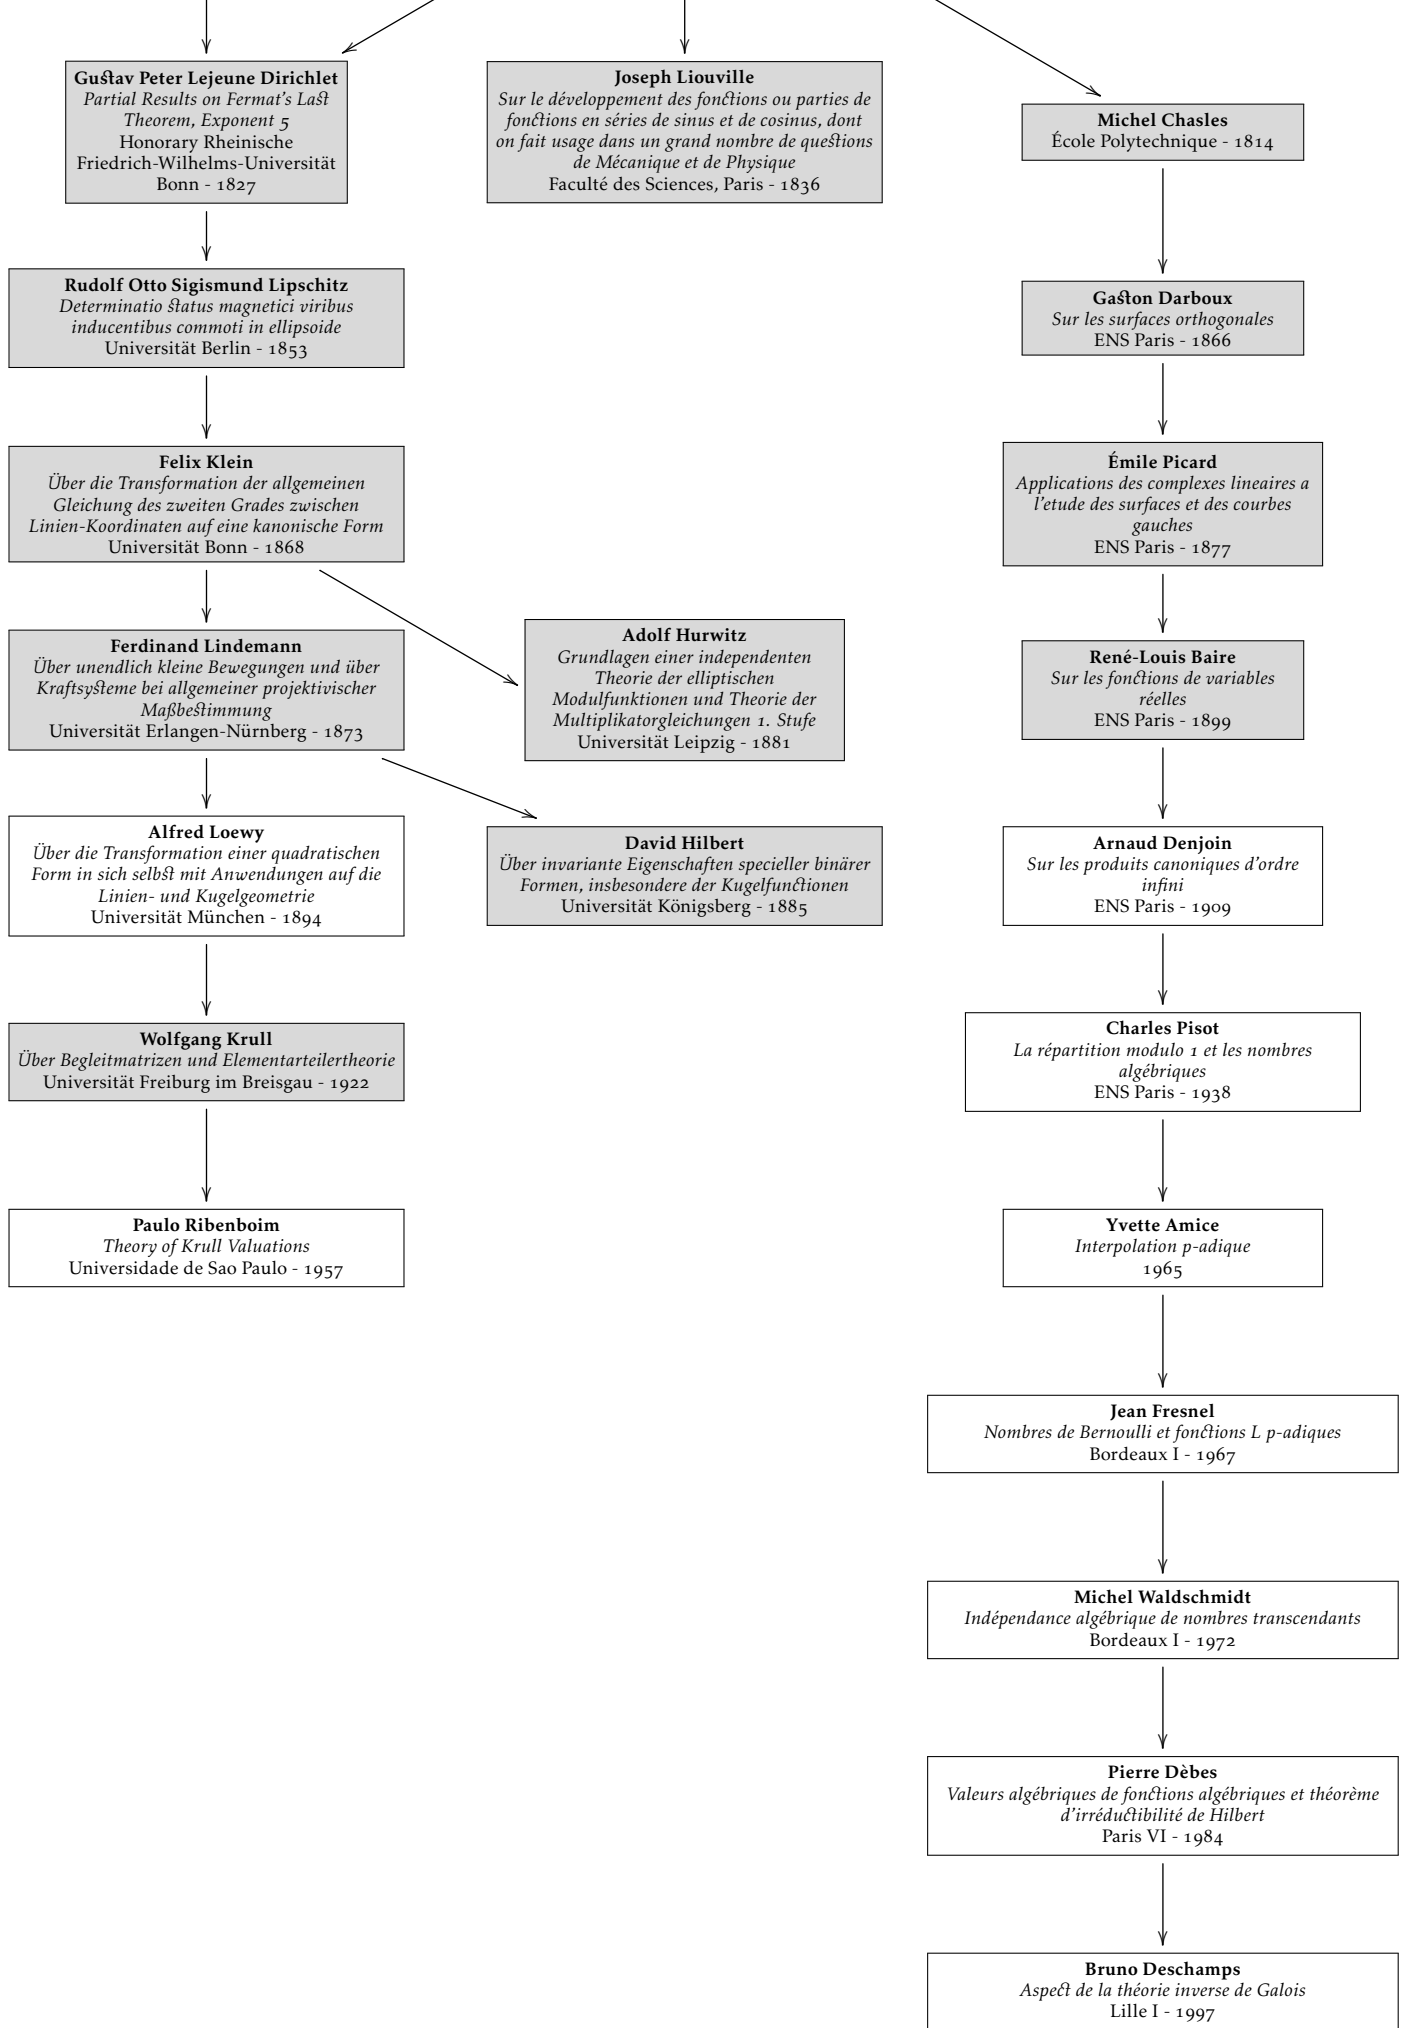 Gustav Peter Lejeune Dirichlet
Partial Results on Fermat's Last
Theorem, Exponent 5
Honorary Rheinische
Friedrich-Wilhelms-Universität
Bonn - 1827
Joseph Liouville
Sur le développement des fonctions ou parties de
fonctions en séries de sinus et de cosinus, dont
on fait usage dans un grand nombre de questions
de Mécanique et de Physique
Faculté des Sciences, Paris - 1836
Michel Chasles
École Polytechnique - 1814
Rudolf Otto Sigismund Lipschitz
Determinatio status magnetici viribus
inducentibus commoti in ellipsoide
Universität Berlin - 1853
Gaston Darboux
Sur les surfaces orthogonales
ENS Paris - 1866
Felix Klein
Über die Transformation der allgemeinen
Gleichung des zweiten Grades zwischen
Linien-Koordinaten auf eine kanonische Form
Universität Bonn - 1868
Émile Picard
Applications des complexes lineaires a
l'etude des surfaces et des courbes
gauches
ENS Paris - 1877
Ferdinand Lindemann
Über unendlich kleine Bewegungen und über
Kraftsysteme bei allgemeiner projektivischer
Maßbestimmung
Universität Erlangen-Nürnberg - 1873
Adolf Hurwitz
Grundlagen einer independenten
Theorie der elliptischen
Modulfunktionen und Theorie der
Multiplikatorgleichungen 1. Stufe
Universität Leipzig - 1881
René-Louis Baire
Sur les fonctions de variables
réelles
ENS Paris - 1899
Alfred Loewy
Über die Transformation einer quadratischen
Form in sich selbst mit Anwendungen auf die
Linien- und Kugelgeometrie
Universität München - 1894
David Hilbert
Über invariante Eigenschaften specieller binärer
Formen, insbesondere der Kugelfunctionen
Universität Königsberg - 1885
Arnaud Denjoin
Sur les produits canoniques d'ordre
infini
ENS Paris - 1909
Wolfgang Krull
Über Begleitmatrizen und Elementarteilertheorie
Universität Freiburg im Breisgau - 1922
Charles Pisot
La répartition modulo 1 et les nombres
algébriques
ENS Paris - 1938
Paulo Ribenboim
Theory of Krull Valuations
Universidade de Sao Paulo - 1957
Yvette Amice
Interpolation p-adique
1965
Jean Fresnel
Nombres de Bernoulli et fonctions L p-adiques
Bordeaux I - 1967
Michel Waldschmidt
Indépendance algébrique de nombres transcendants
Bordeaux I - 1972
Pierre Dèbes
Valeurs algébriques de fonctions algébriques et théorème
d'irréductibilité de Hilbert
Paris VI - 1984
Bruno Deschamps
Aspect de la théorie inverse de Galois
Lille I - 1997